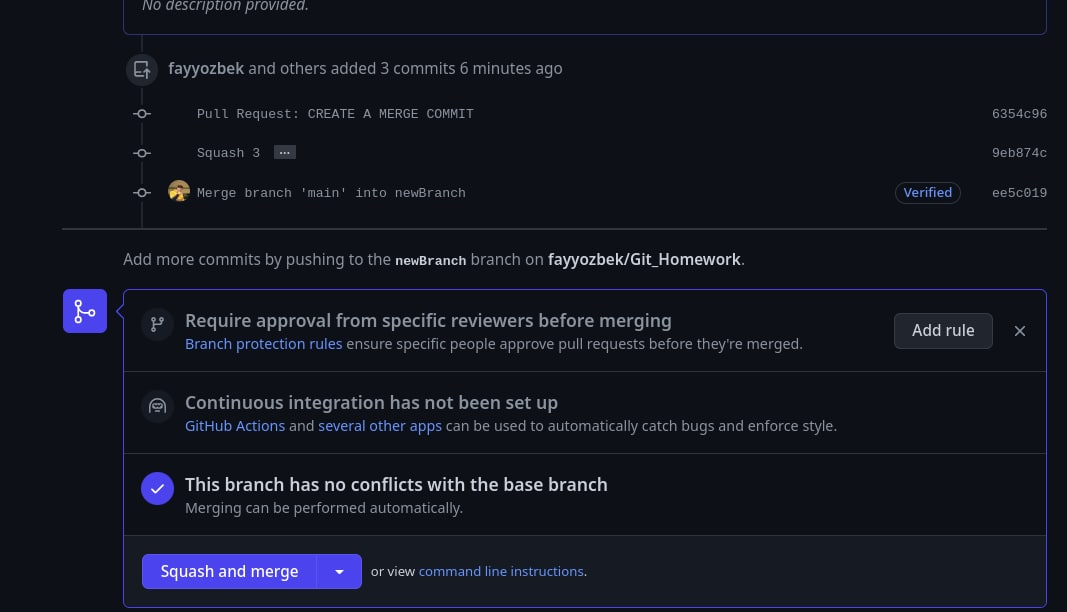 No description provided.
fayyozbek and others added 3 commits 6 minutes ago
Pull Request: CREATE A MERGE COMMIT 6354c96
Squash 3 ... 9eb874c
Merge branch 'main' into newBranch Verified ee5c019
Add more commits by pushing to the newBranch branch on fayyozbek/Git_Homework.
Require approval from specific reviewers before merging
Branch protection rules ensure specific people approve pull requests before they're merged.
Add rule
Continuous integration has not been set up
GitHub Actions and several other apps can be used to automatically catch bugs and enforce style.
This branch has no conflicts with the base branch
Merging can be performed automatically.
Squash and merge or view command line instructions.